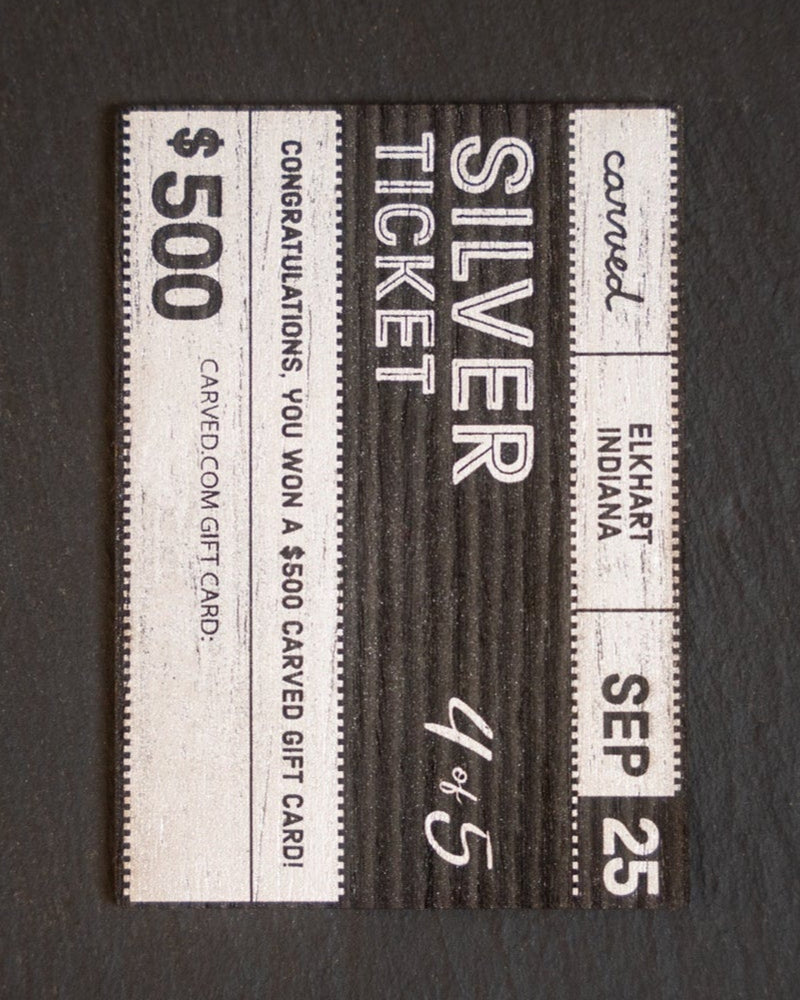 carved
ELKHART
INDIANA
SEP 25
SILVER
TICKET
4 of 5
CONGRATULATIONS, YOU WON A $500 CARVED GIFT CARD!
$500 CARVED.COM GIFT CARD: